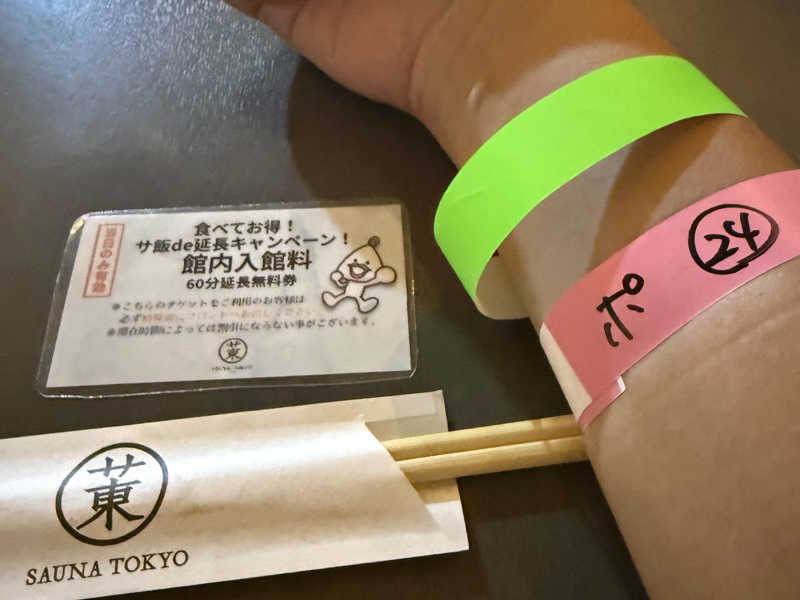 当日のみ有効
食べてお得！
サ飯de延長キャンペーン！
館内入館料
60分延長無料券
※こちらのチケットをご利用のお客様は
必ず
※滞在時間によっては割引にならない事がございます。
SAUNA TOKYO
24
ポ